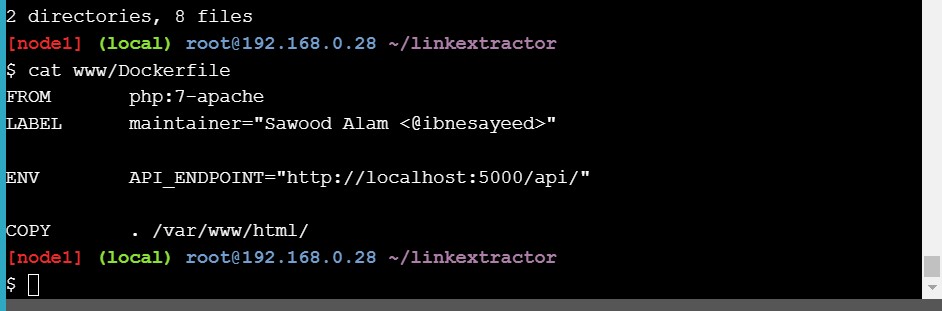 2 directories, 8 files
[node1] (local) root@192.168.0.28 ~/linkextractor
$ cat www/Dockerfile
FROM       php:7-apache
LABEL      maintainer="Sawood Alam <@ibnesayeed>"
ENV        API_ENDPOINT="http://localhost:5000/api/"
COPY       . /var/www/html/
[node1] (local) root@192.168.0.28 ~/linkextractor
$